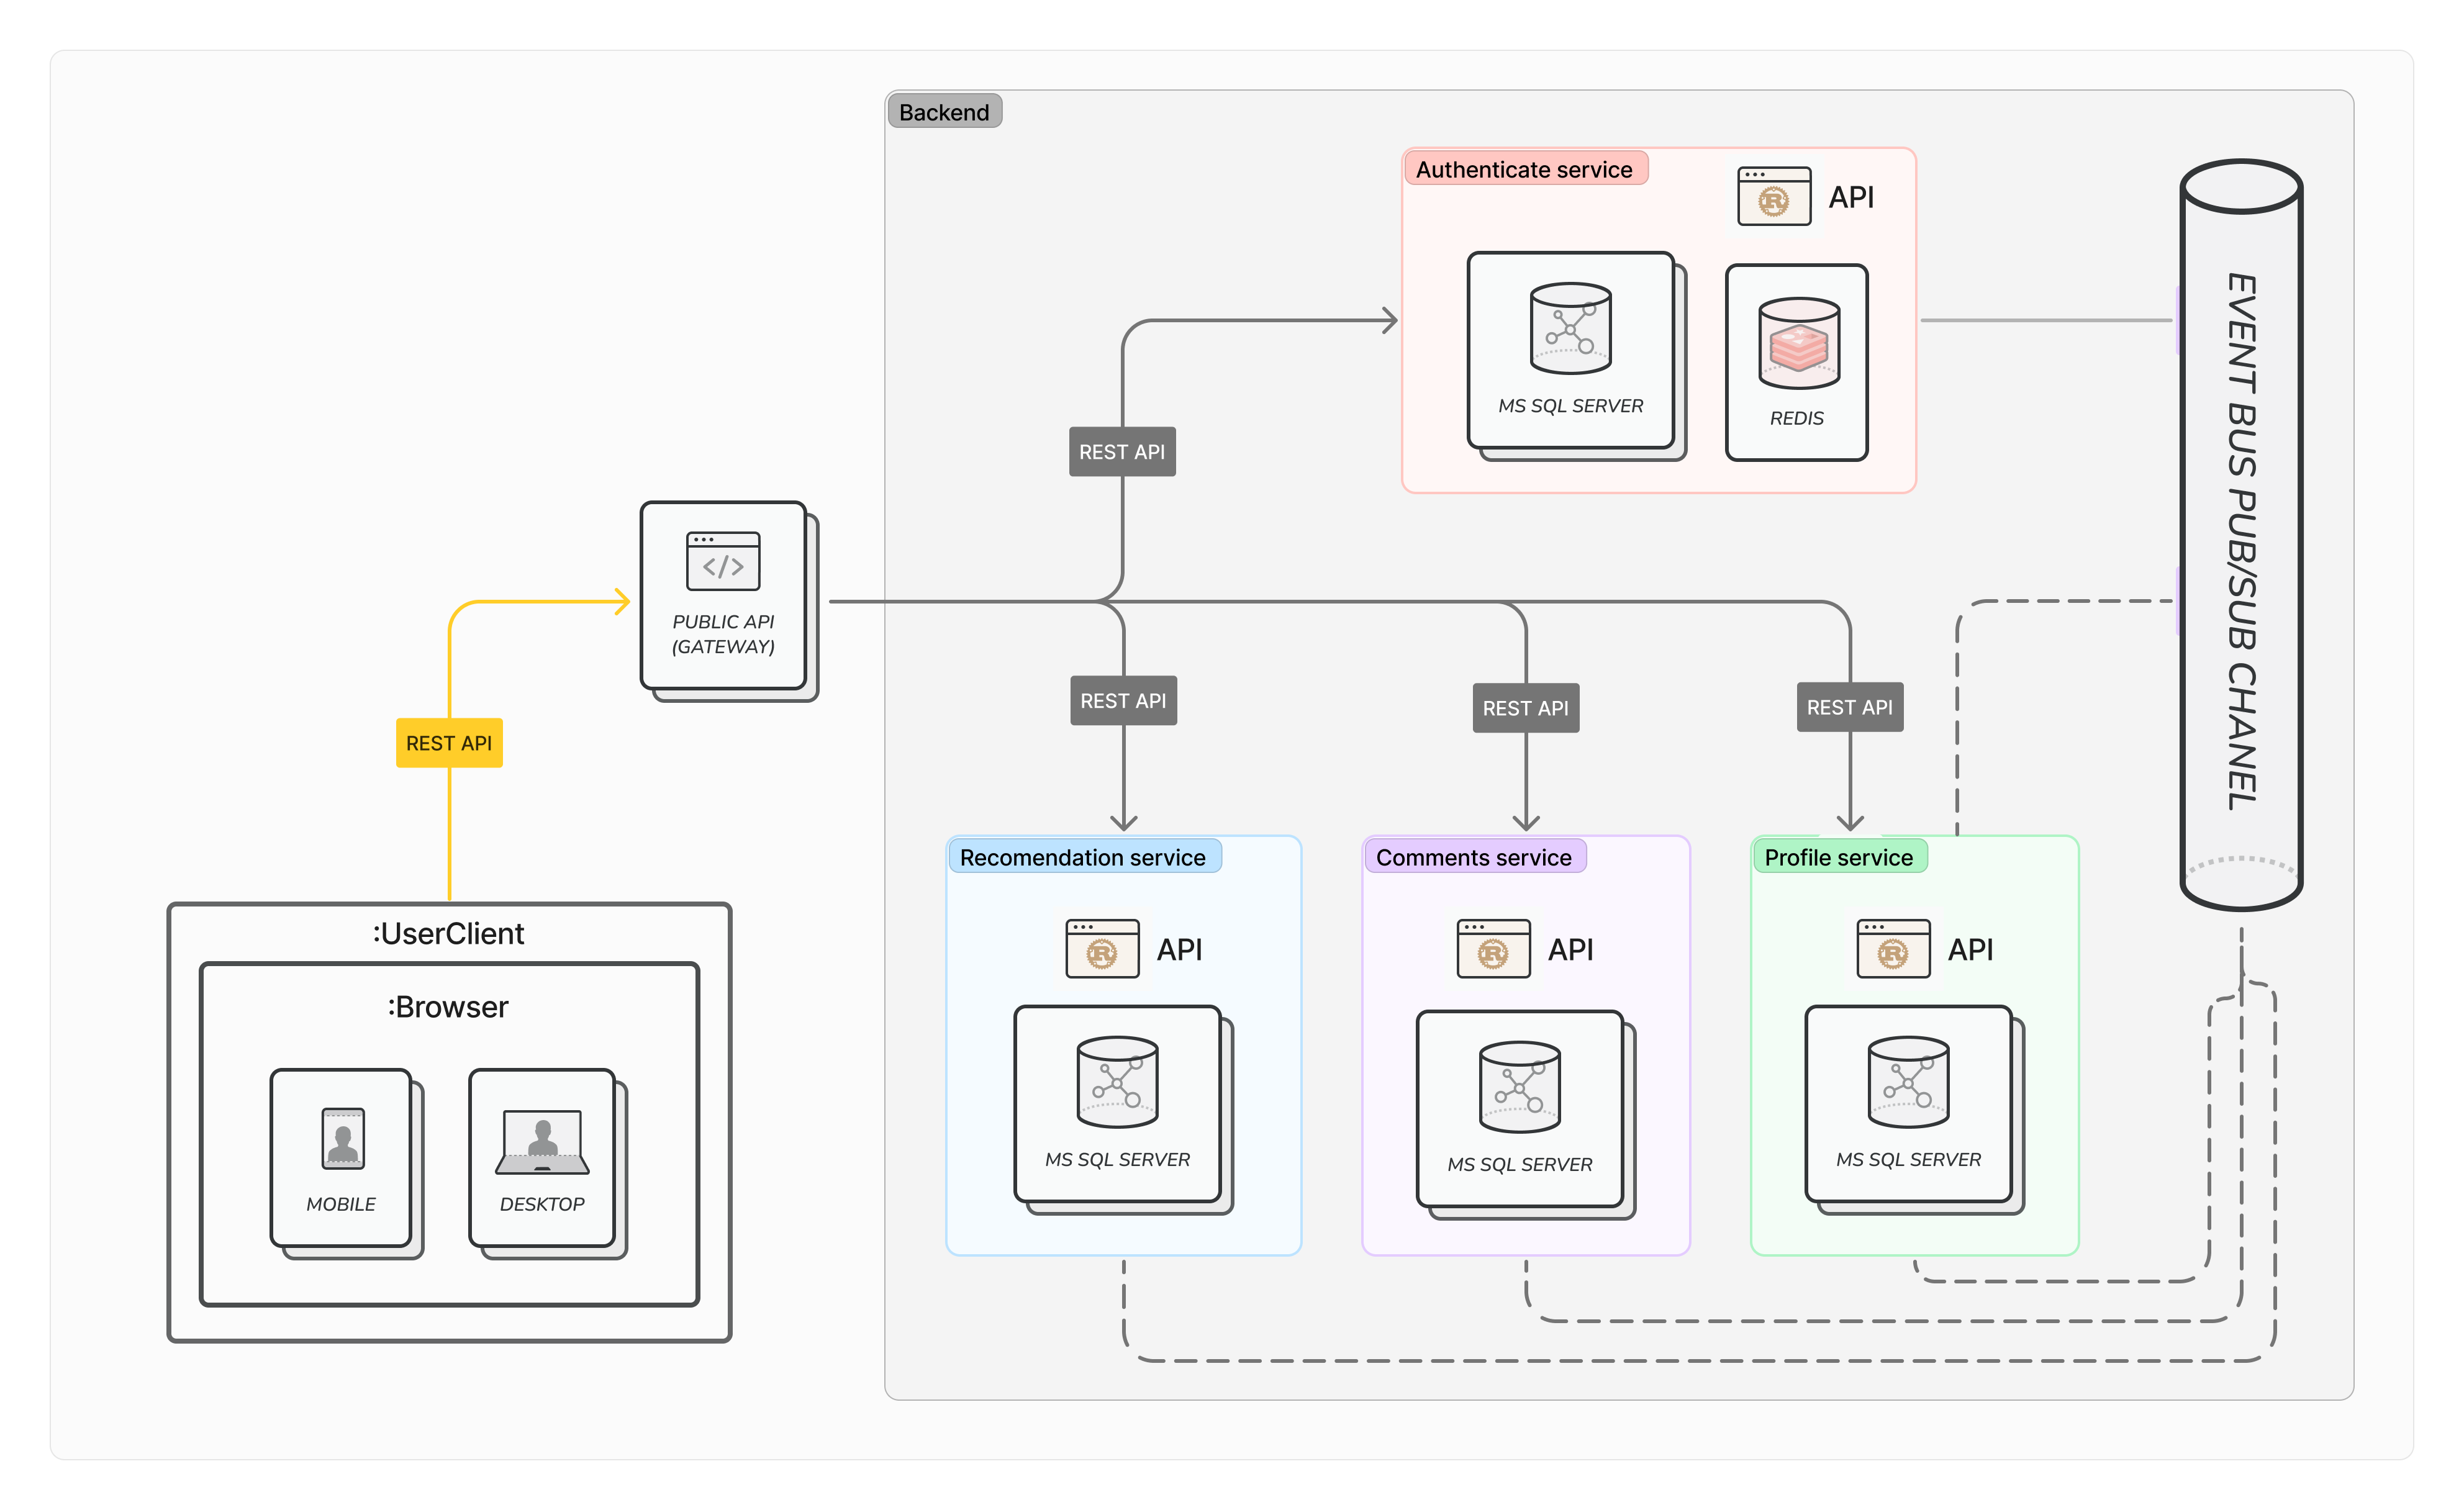 Backend
Authenticate service
API
MS SQL SERVER
REDIS
EVENT BUS PUB/SUB CHANNEL
REST API
PUBLIC API
(GATEWAY)
REST API
REST API
REST API
REST API
:UserClient
:Browser
MOBILE
DESKTOP
Recomendation service
API
MS SQL SERVER
Comments service
API
MS SQL SERVER
Profile service
API
MS SQL SERVER